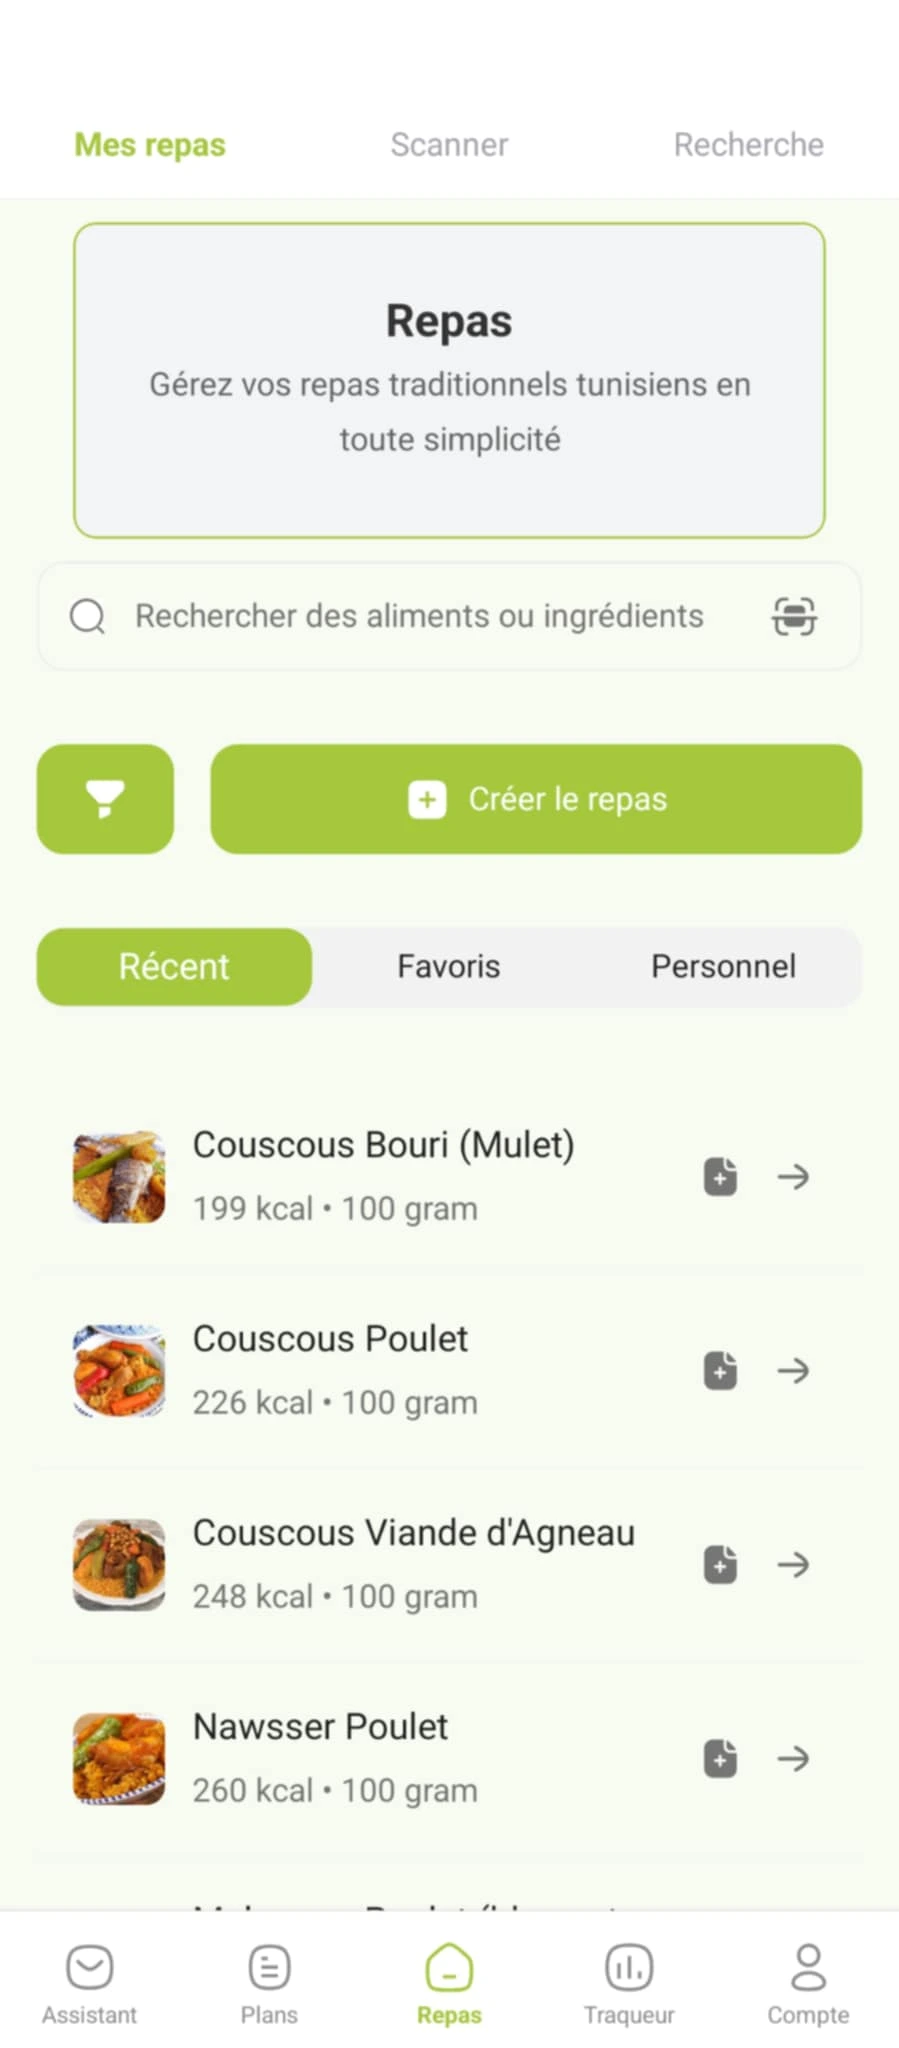 Mes repas
Scanner
Recherche
Repas
Gérez vos repas traditionnels tunisiens en
toute simplicité
Rechercher des aliments ou ingrédients
Créer le repas
Récent
Favoris
Personnel
Couscous Bouri (Mulet)
199 kcal • 100 gram
Couscous Poulet
226 kcal • 100 gram
Couscous Viande d'Agneau
248 kcal • 100 gram
Nawsser Poulet
260 kcal • 100 gram
Assistant
Plans
Repas
Traqueur
Compte